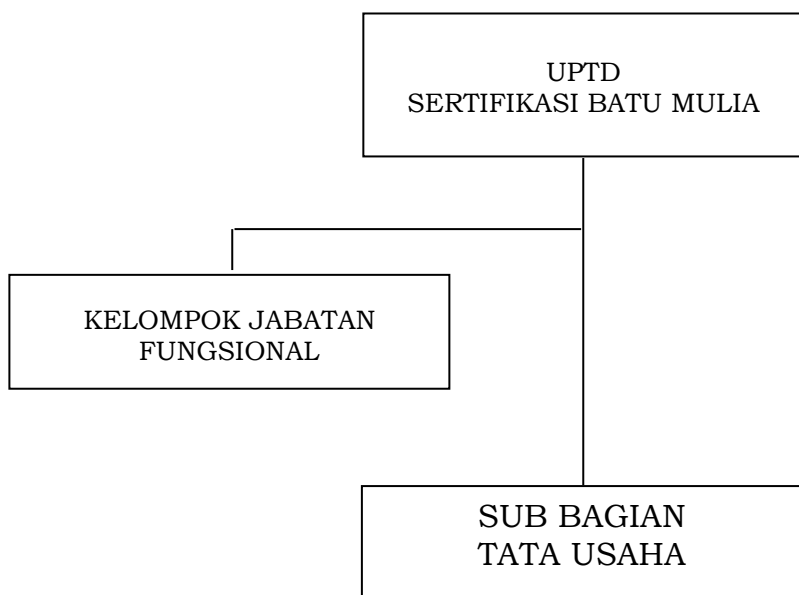 UPTD
SERTIFIKASI BATU MULIA
KELOMPOK JABATAN
FUNGSIONAL
SUB BAGIAN
TATA USAHA